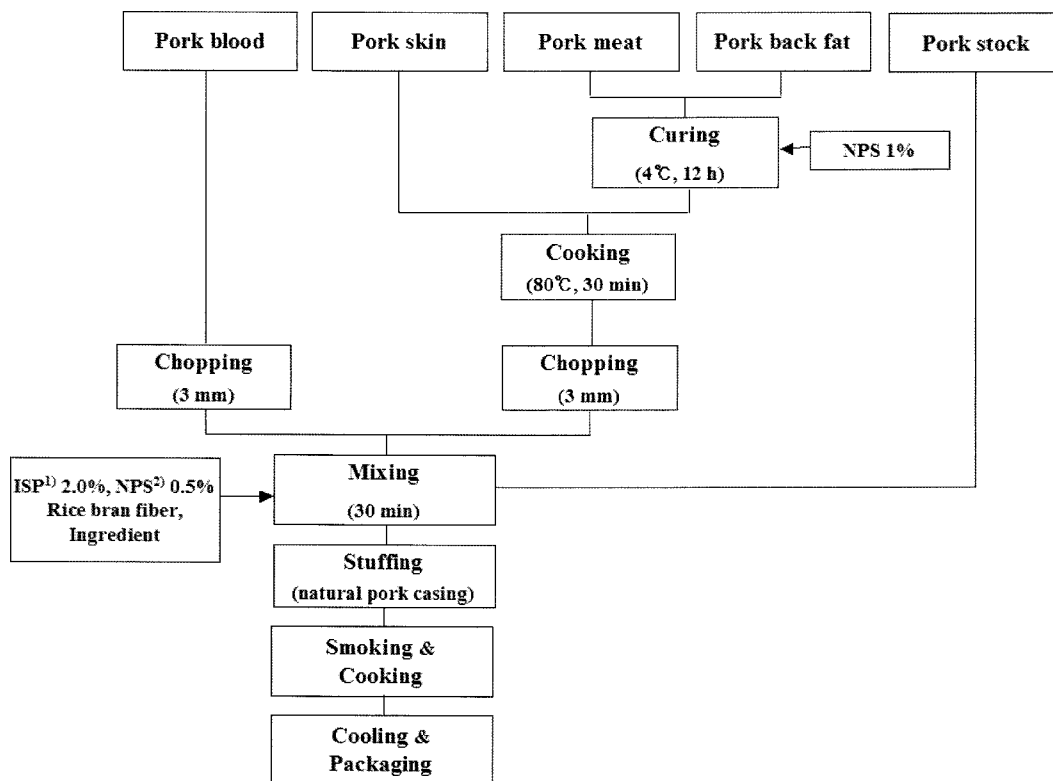 Pork blood
Pork skin
Pork meat
Pork back fat
Pork stock
Curing
(4℃, 12 h)
NPS 1%
Cooking
(80℃, 30 min)
Chopping
(3 mm)
Chopping
(3 mm)
ISP1) 2.0%, NPS2) 0.5%
Rice bran fiber,
Ingredient
Mixing
(30 min)
Stuffing
(natural pork casing)
Smoking &
Cooking
Cooling &
Packaging